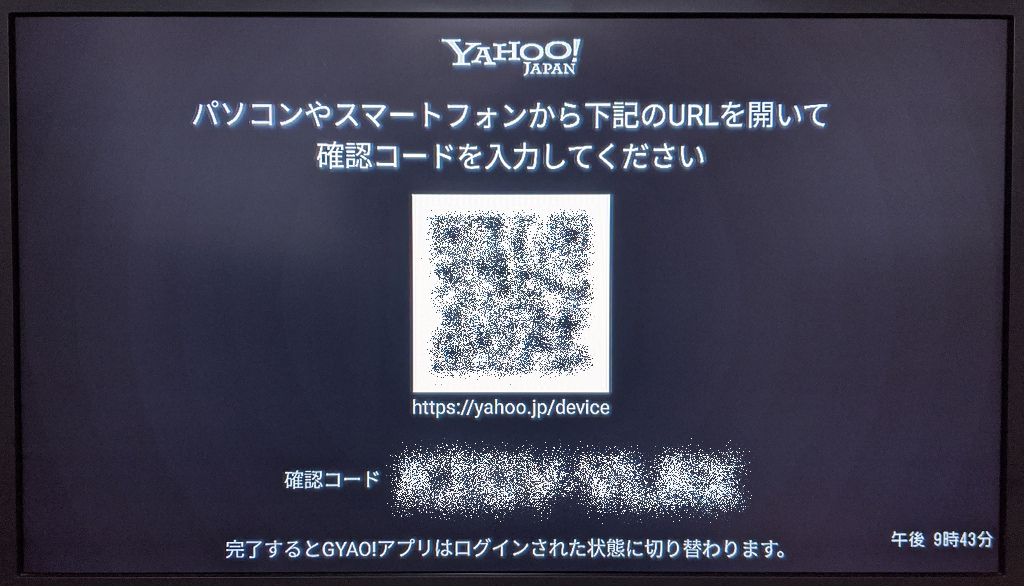 YAHOO!
JAPAN
パソコンやスマートフォンから下記のURLを開いて
確認コードを入力してください
https://yahoo.jp/device
確認コード
完了するとGYAO!アプリはログインされた状態に切り替わります。
午後 9時43分